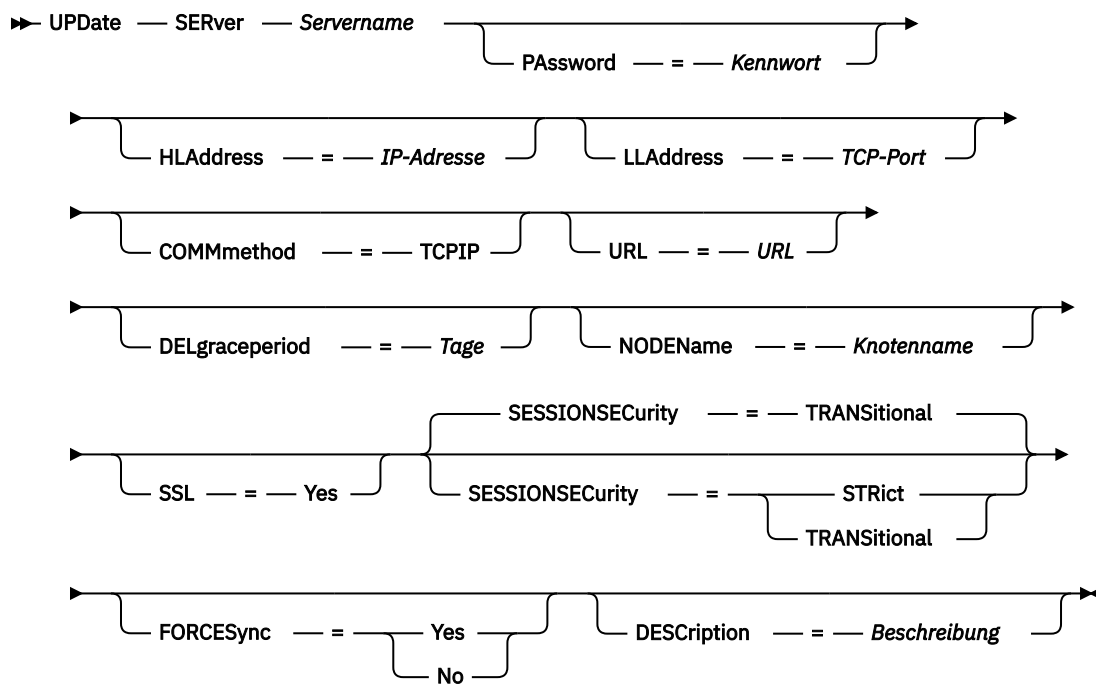 UPDate SERver Servername
PAssword = Kennwort
HLAddress = IP-Adresse LLAddress = TCP-Port
COMMmethod = TCPIP URL = URL
DELgraceperiod = Tage NODEName = Knotenname
SESSIONSECurity = TRANSitional
SSL = Yes SESSIONSECurity = STRict
TRANSitional
FORCESync = Yes DESCription = Beschreibung
No